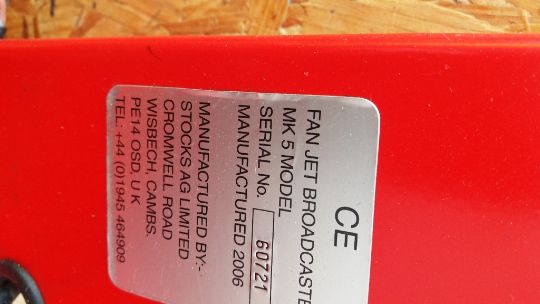 CE
FAN JET BROADCASTE
MK 5 MODEL
SERIAL No. 60721
MANUFACTURED 2006
MANUFACTURED BY:-
STOCKS AG LIMITED
CROMWELL ROAD
WISBECH, CAMBS.
PE14 OSD, U K
TEL: +44 (0)1945 464909